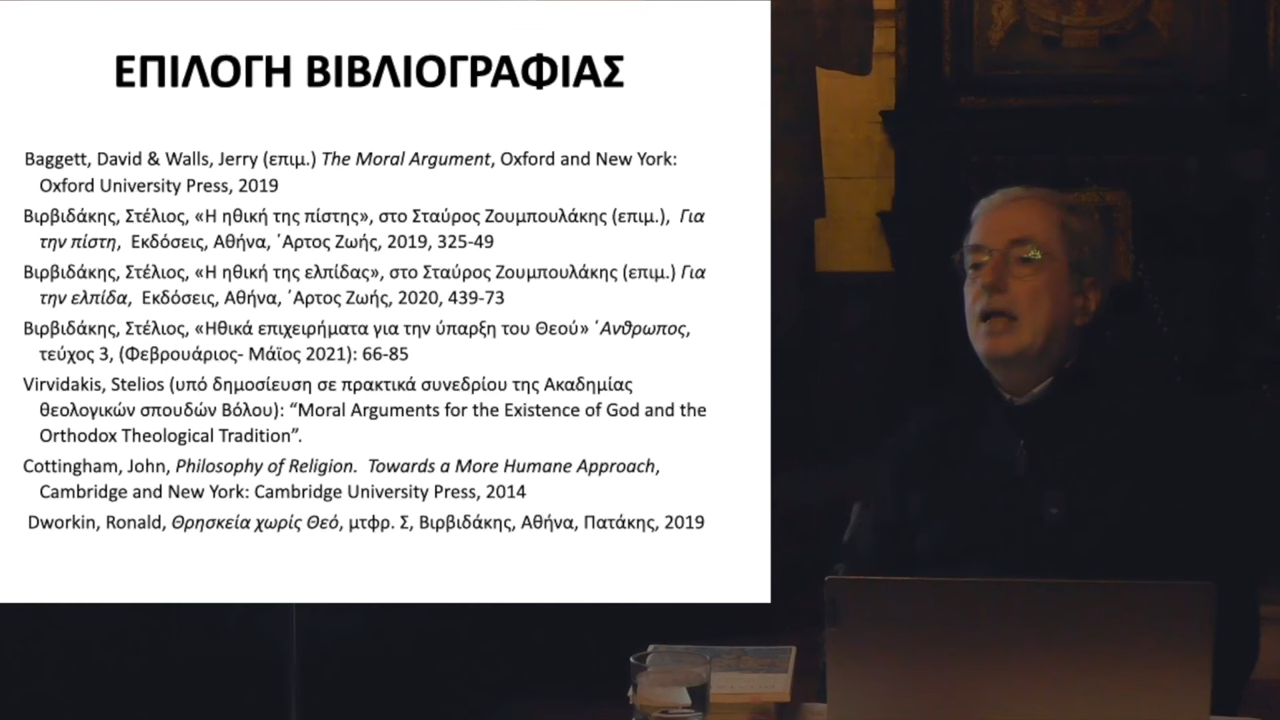 ΕΠΙΛΟΓΗ ΒΙΒΛΙΟΓΡΑΦΙΑΣ
Baggett, David & Walls, Jerry (επιμ.) The Moral Argument, Oxford and New York:
Oxford University Press, 2019
Βιρβιδάκης, Στέλιος, «Η ηθική της πίστης», στο Σταύρος Ζουμπουλάκης (επιμ.), Για
την πίστη, Εκδόσεις, Αθήνα, ΄Αρτος Ζωής, 2019, 325-49
Βιρβιδάκης, Στέλιος, «Η ηθική της ελπίδας», στο Σταύρος Ζουμπουλάκης (επιμ.) Για
την ελπίδα, Εκδόσεις, Αθήνα, ΄Αρτος Ζωής, 2020, 439-73
Βιρβιδάκης, Στέλιος, «Ηθικά επιχειρήματα για την ύπαρξη του Θεού» ΄Ανθρωπος,
τεύχος 3, (Φεβρουάριος- Μάϊος 2021): 66-85
Virvidakis, Stelios (υπό δημοσίευση σε πρακτικά συνεδρίου της Ακαδημίας
θεολογικών σπουδών Βόλου): “Moral Arguments for the Existence of God and the
Orthodox Theological Tradition”.
Cottingham, John, Philosophy of Religion. Towards a More Humane Approach,
Cambridge and New York: Cambridge University Press, 2014
Dworkin, Ronald, Θρησκεία χωρίς Θεό, μτφρ. Σ, Βιρβιδάκης, Αθήνα, Πατάκης, 2019